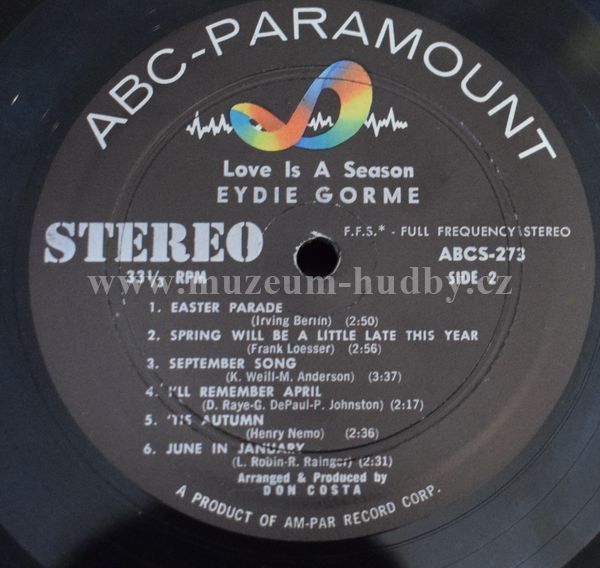 ABC-PARAMOUNT
Love Is A Season
EYDIE GORME
STEREO
F.F.S.* - FULL FREQUENCY STEREO
33 1/3 RPM
ABCS-273
SIDE 2
www.muzeum-hudby.cz
1. EASTER PARADE
(Irving Berlin) (2:50)
2. SPRING WILL BE A LITTLE LATE THIS YEAR
(Frank Loesser) (2:56)
3. SEPTEMBER SONG
(K. Weill-M. Anderson) (3:37)
4. I'LL REMEMBER APRIL
(D. Raye-G. DePaul-P. Johnston) (2:17)
5. 'TIS AUTUMN
(Henry Nemo) (2:36)
6. JUNE IN JANUARY
(L. Robin-R. Rainger) (2:31)
Arranged & Produced by
DON COSTA
A PRODUCT OF AM-PAR RECORD CORP.